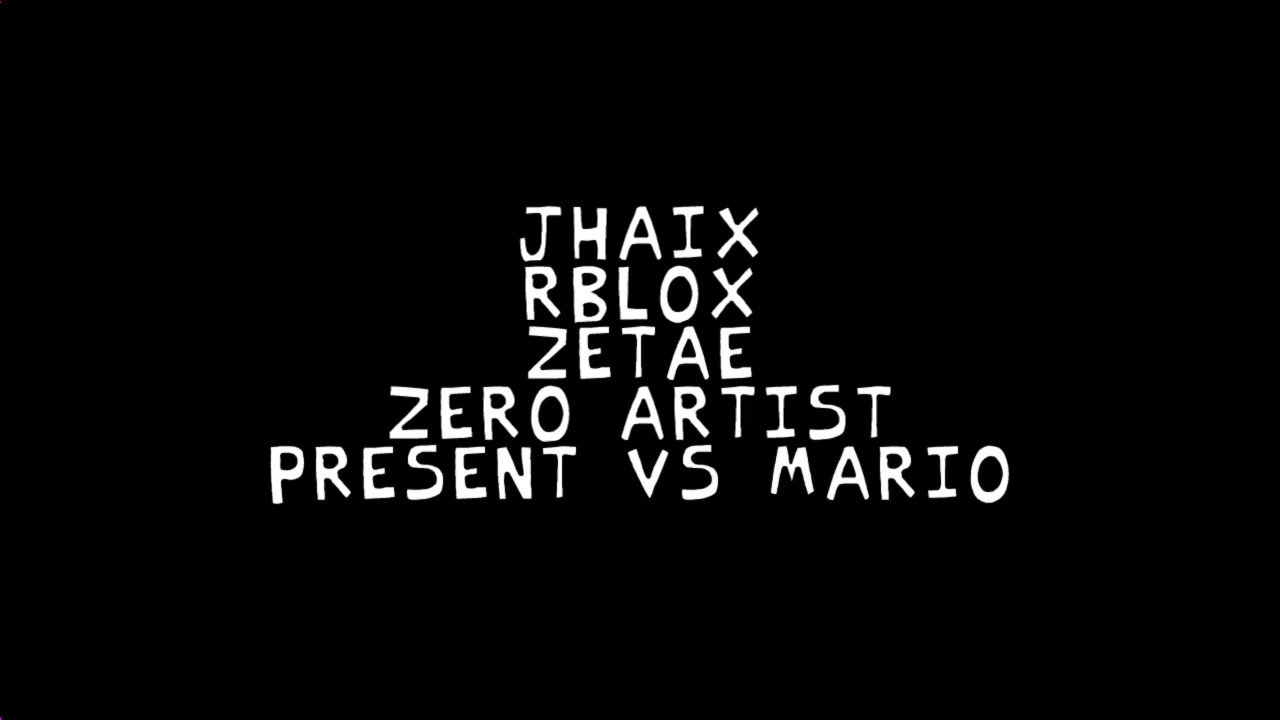 JHAIX
RBLOX
ZETAE
ZERO ARTIST
PRESENT VS MARIO